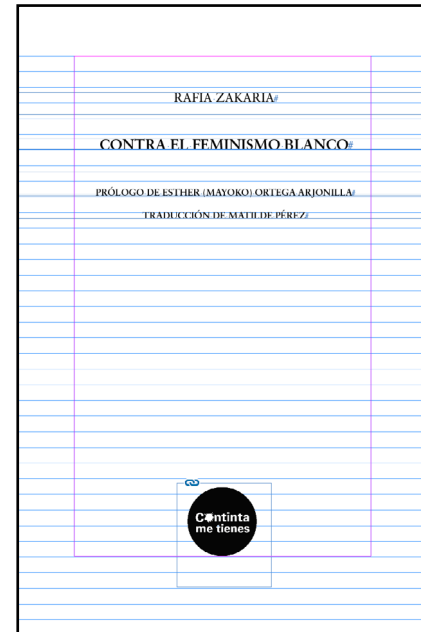 RAFIA ZAKARIA#
CONTRA EL FEMINISMO BLANCO#
PRÓLOGO DE ESTHER (MAYOKO) ORTEGA ARJONILLA#
TRADUCCIÓN DE MATILDE PÉREZ#
Continta
me tienes